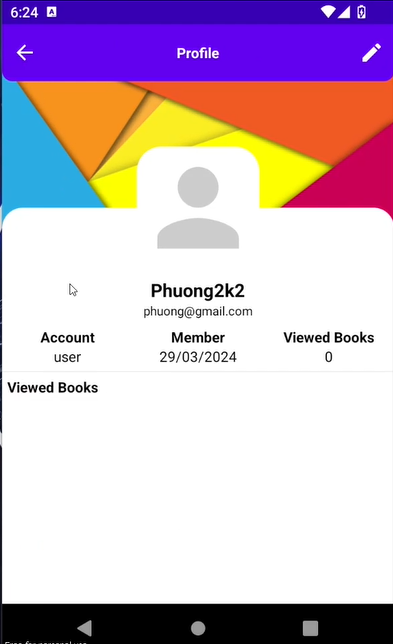 6:24 A
Profile
Phuong2k2
phuong@gmail.com
Account Member Viewed Books
user 29/03/2024 0
Viewed Books
Free for personal use